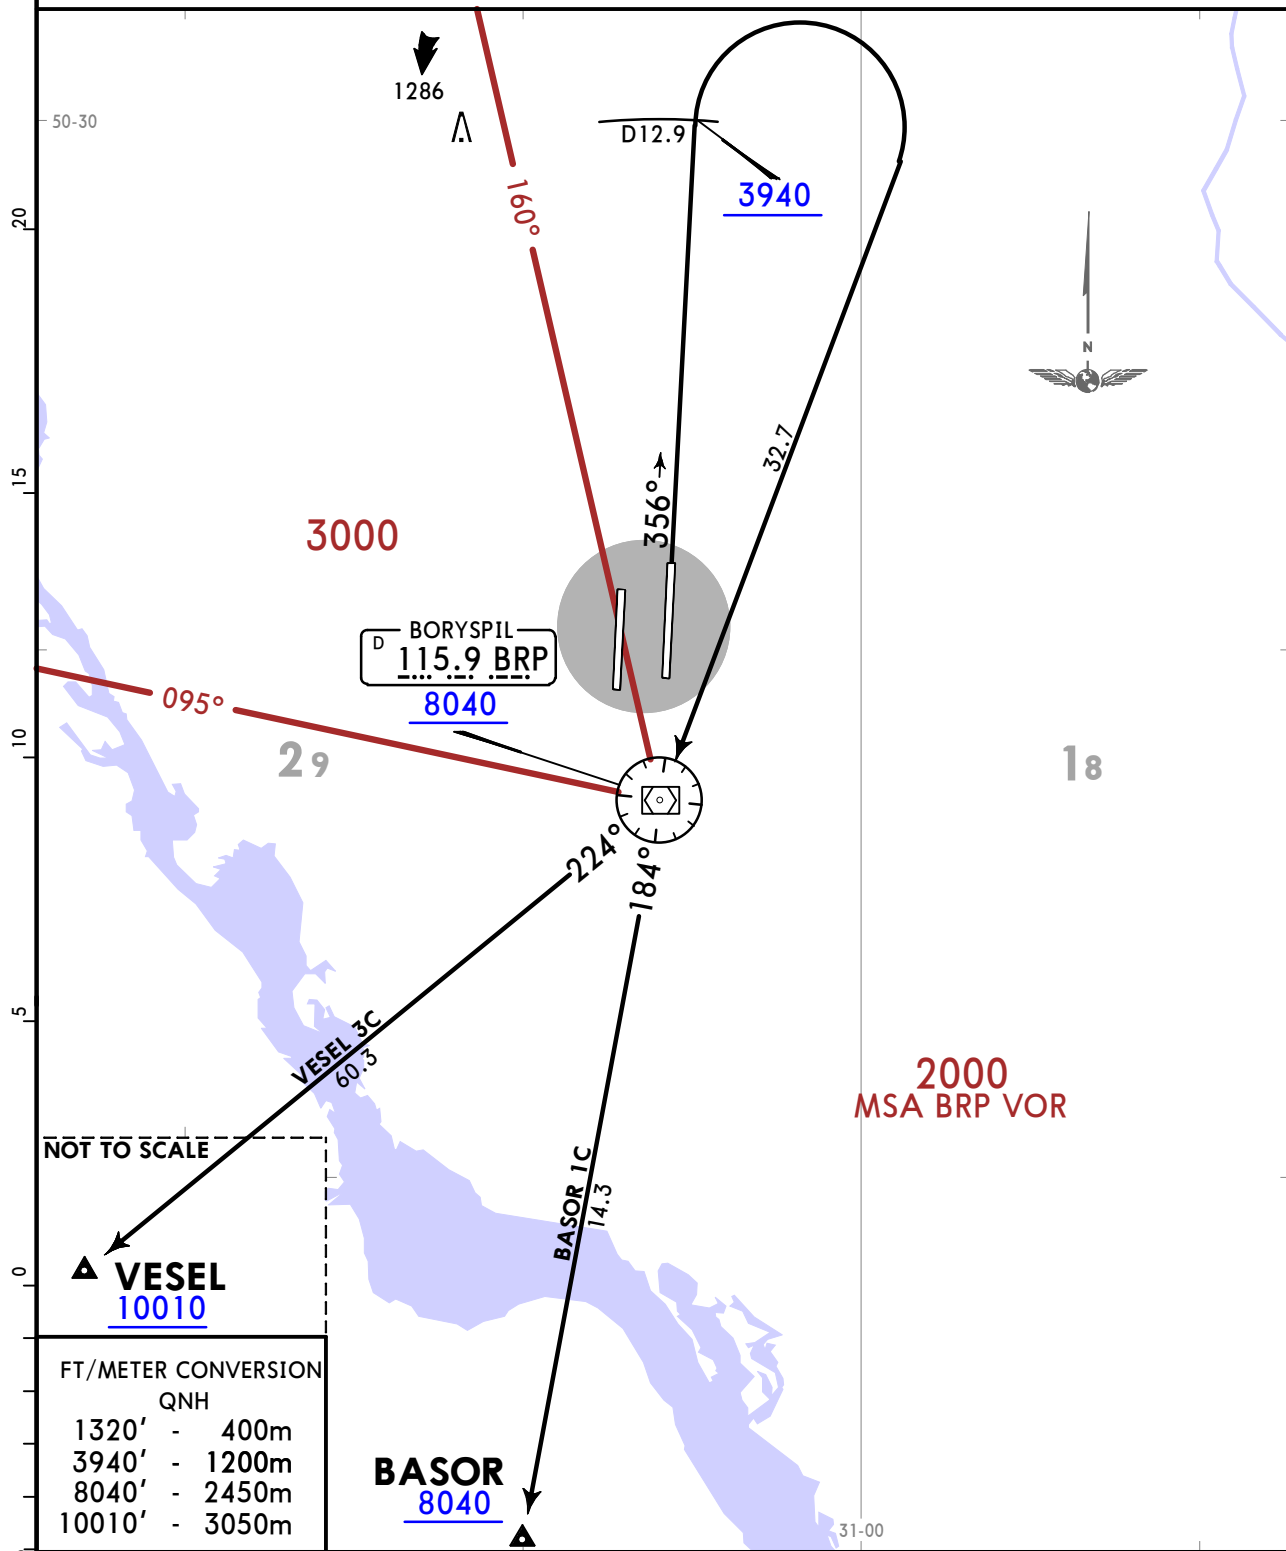 1286
50-30
D12.9
3940
160°
20
N
32.7
15
356°
3000
BORYSPIL
D 115.9 BRP
8040
095°
10
29
18
224°
184°
5
VESEL 3C
60.3
2000
MSA BRP VOR
NOT TO SCALE
BASOR 1C
14.3
0
VESEL
10010
FT/METER CONVERSION
QNH
1320' - 400m
3940' - 1200m
8040' - 2450m
10010' - 3050m
BASOR
8040
31-00